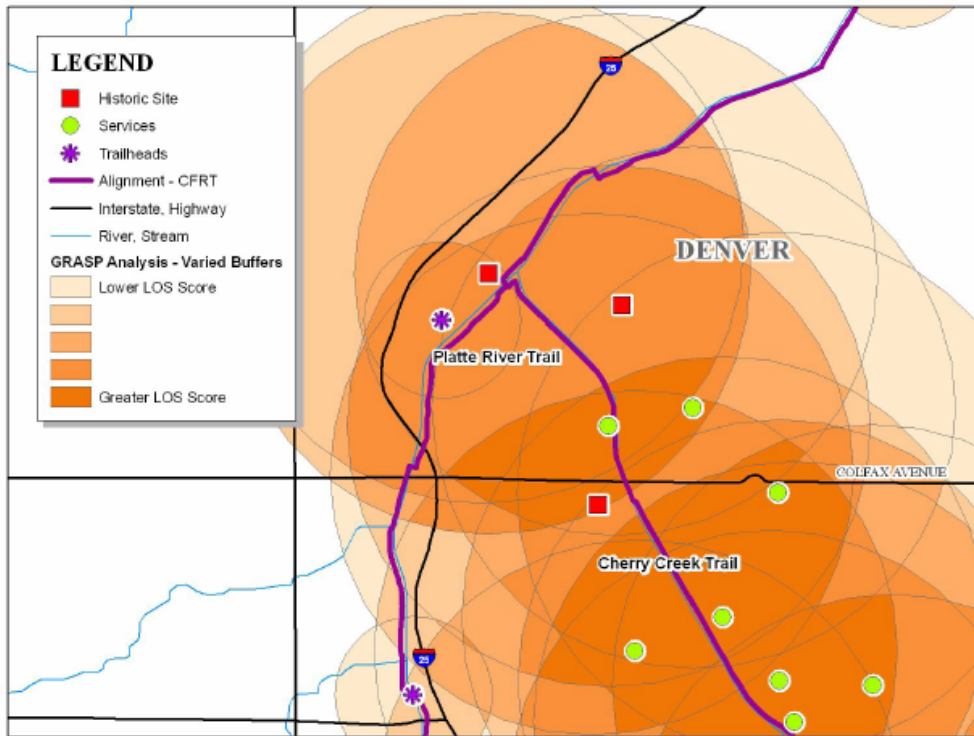 LEGEND
Historic Site
Services
Trailheads
Alignment - CFRT
Interstate, Highway
River, Stream
GRASP Analysis - Varied Buffers
Lower LOS Score
Greater LOS Score
25
DENVER
Platte River Trail
COLFAX AVENUE
Cherry Creek Trail
25